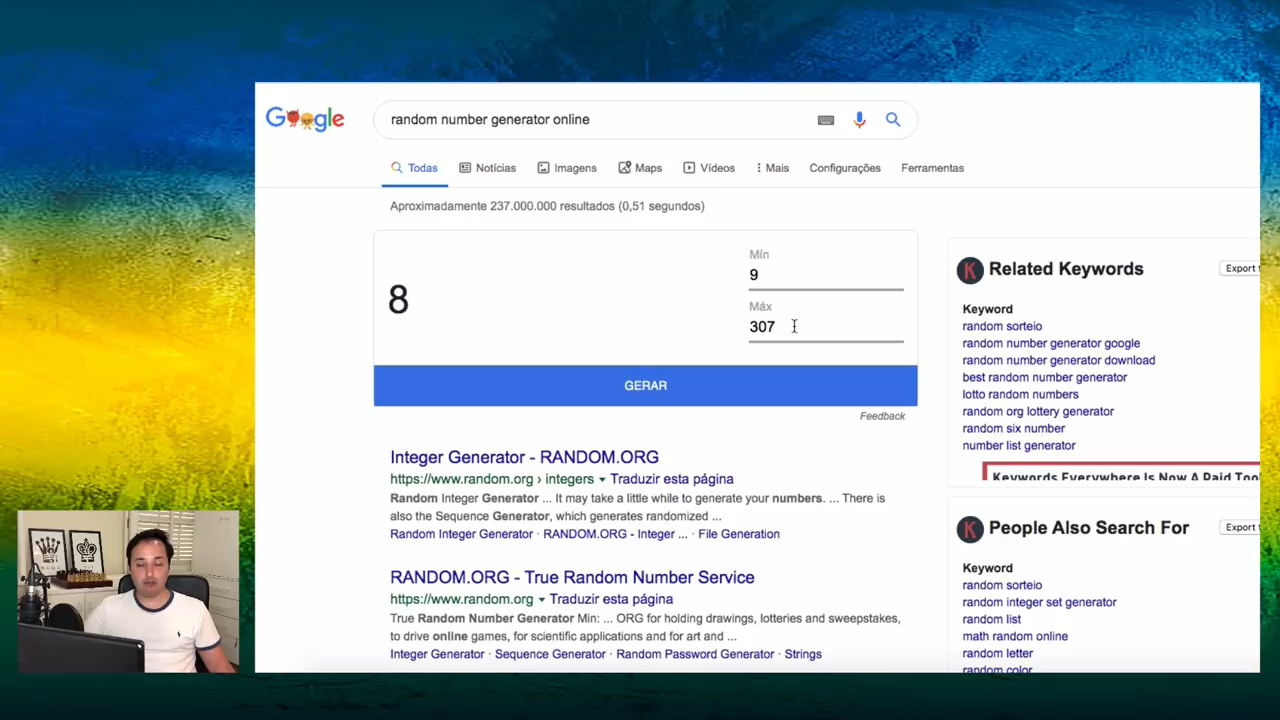 Google
random number generator online
Todas Notícias Imagens Maps Vídeos Mais Configurações Ferramentas
Aproximadamente 237.000.000 resultados (0,51 segundos)
8
Mín
9
Máx
307
GERAR
Feedback
Integer Generator - RANDOM.ORG
https://www.random.org › integers Traduzir esta página
Random Integer Generator ... It may take a little while to generate your numbers. ... There is
also the Sequence Generator, which generates randomized ...
Random Integer Generator · RANDOM.ORG - Integer ... · File Generation
RANDOM.ORG - True Random Number Service
https://www.random.org Traduzir esta página
True Random Number Generator Min: ... ORG for holding drawings, lotteries and sweepstakes,
to drive online games, for scientific applications and for art and ...
Integer Generator · Sequence Generator · Random Password Generator · Strings
K Related Keywords Export
Keyword
random sorteio
random number generator google
random number generator download
best random number generator
lotto random numbers
random org lottery generator
random six number
number list generator
Keywords Everywhere Is Now A Paid Too
K People Also Search For Export
Keyword
random sorteio
random integer set generator
random list
math random online
random letter
random color